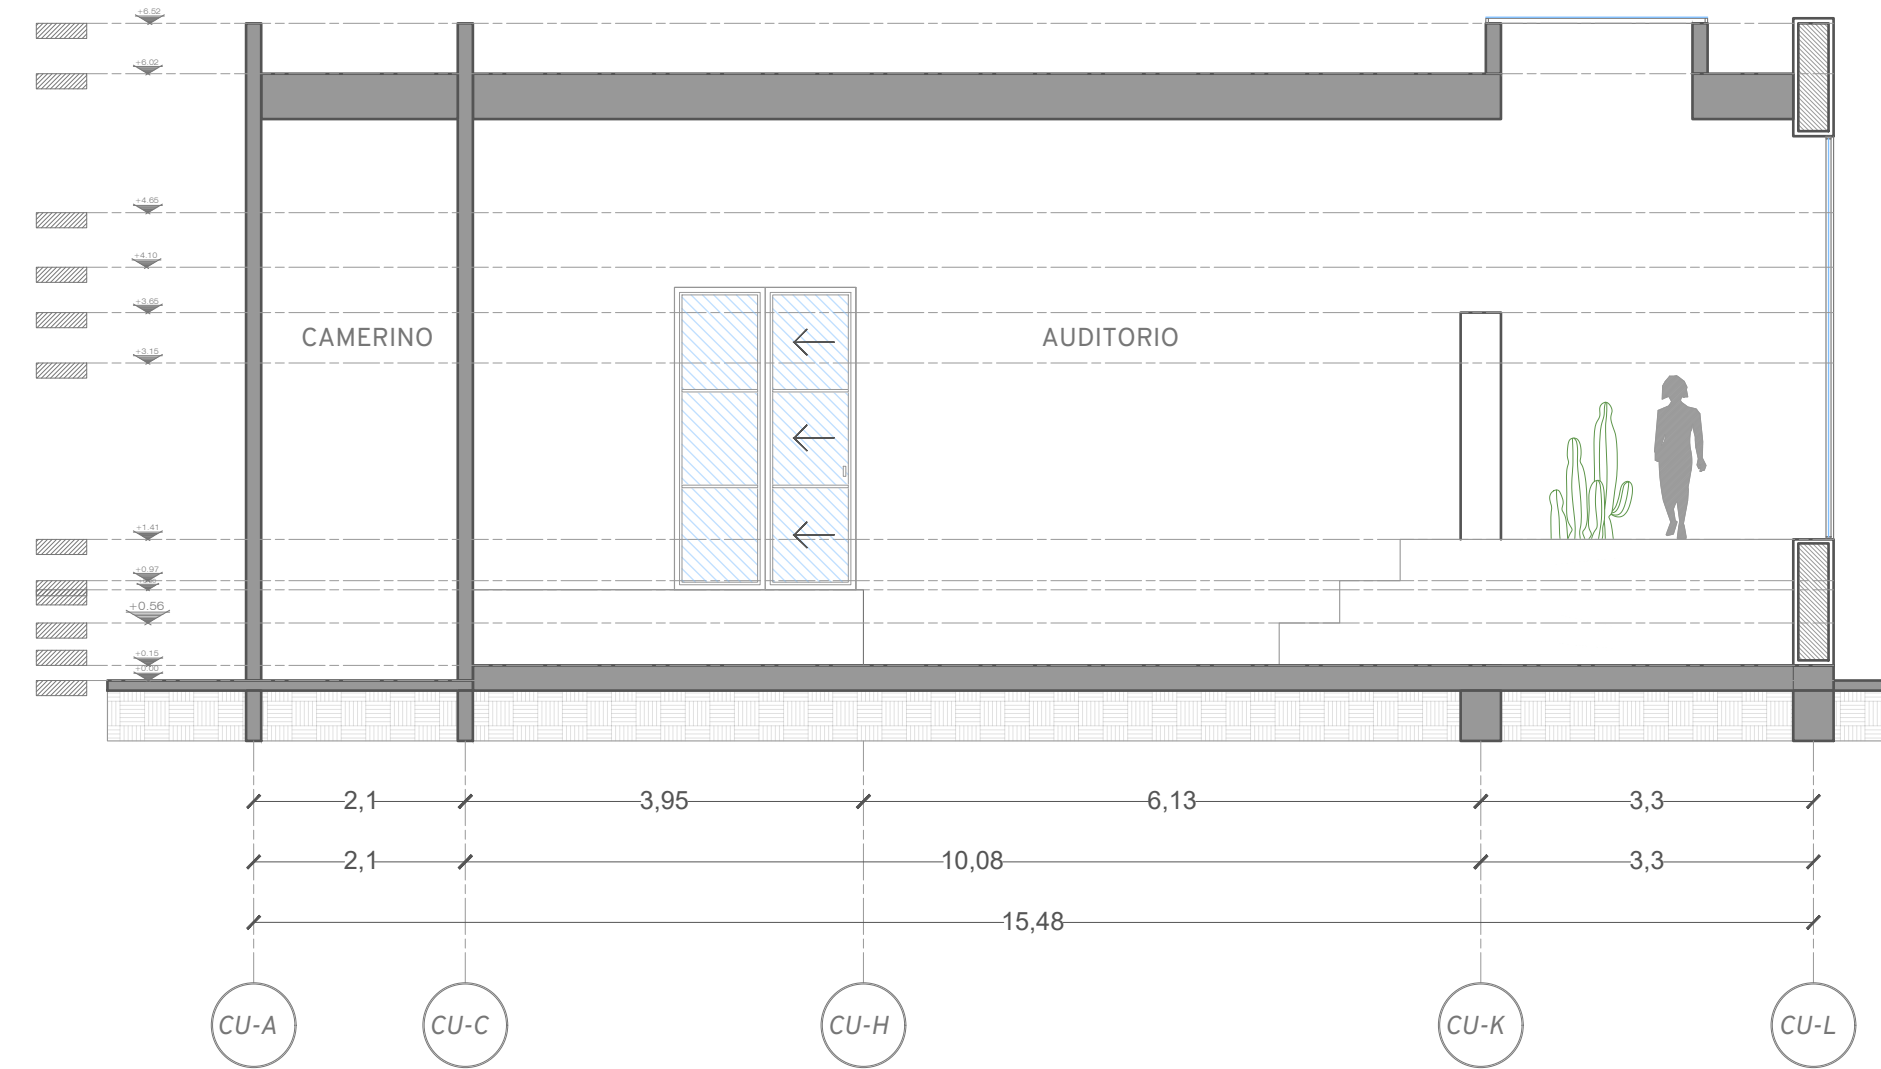 +6.52
+6.02
+4.65
+4.10
+3.65
CAMERINO
AUDITORIO
+3.15
+1.41
+0.97
+0.56
+0.15
+0.00
2,1 3,95 6,13 3,3
2,1 10,08 3,3
15,48
CU-A CU-C CU-H CU-K CU-L